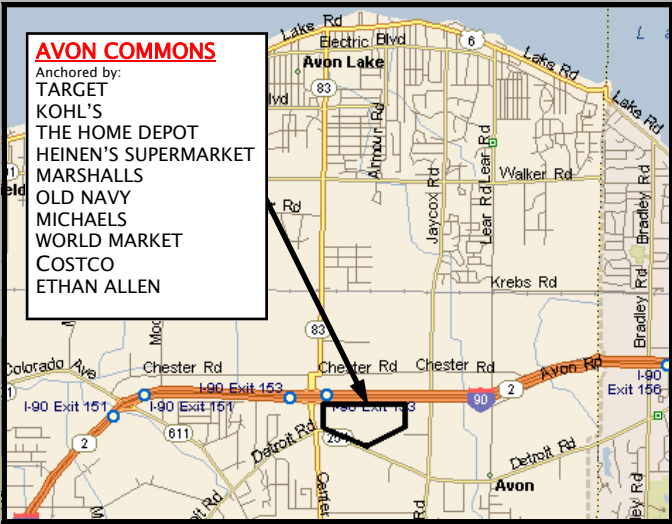 AVON COMMONS
Anchored by:
TARGET
KOHL'S
THE HOME DEPOT
HEINEN'S SUPERMARKET
MARSHALLS
OLD NAVY
MICHAELS
WORLD MARKET
COSTCO
ETHAN ALLEN
Lake Rd
Electric Blvd
6
Avon Lake
Lake Rd
83
lvd
Lake Rd
Armour Rd
Lear Rd
Walker Rd
Jaycox Rd
Lear Rd
Bradley Rd
Rd
Krebs Rd
Bradley Rd
83
Colorado Ave
Chester Rd
Chester Rd
Chester Rd
Avon Rd
I-90 Exit 153
I-90 Exit 156
2
90
I-90 Exit 151
I-90 Exit 151
2
611
Detroit Rd
254
Detroit Rd
Center
Avon